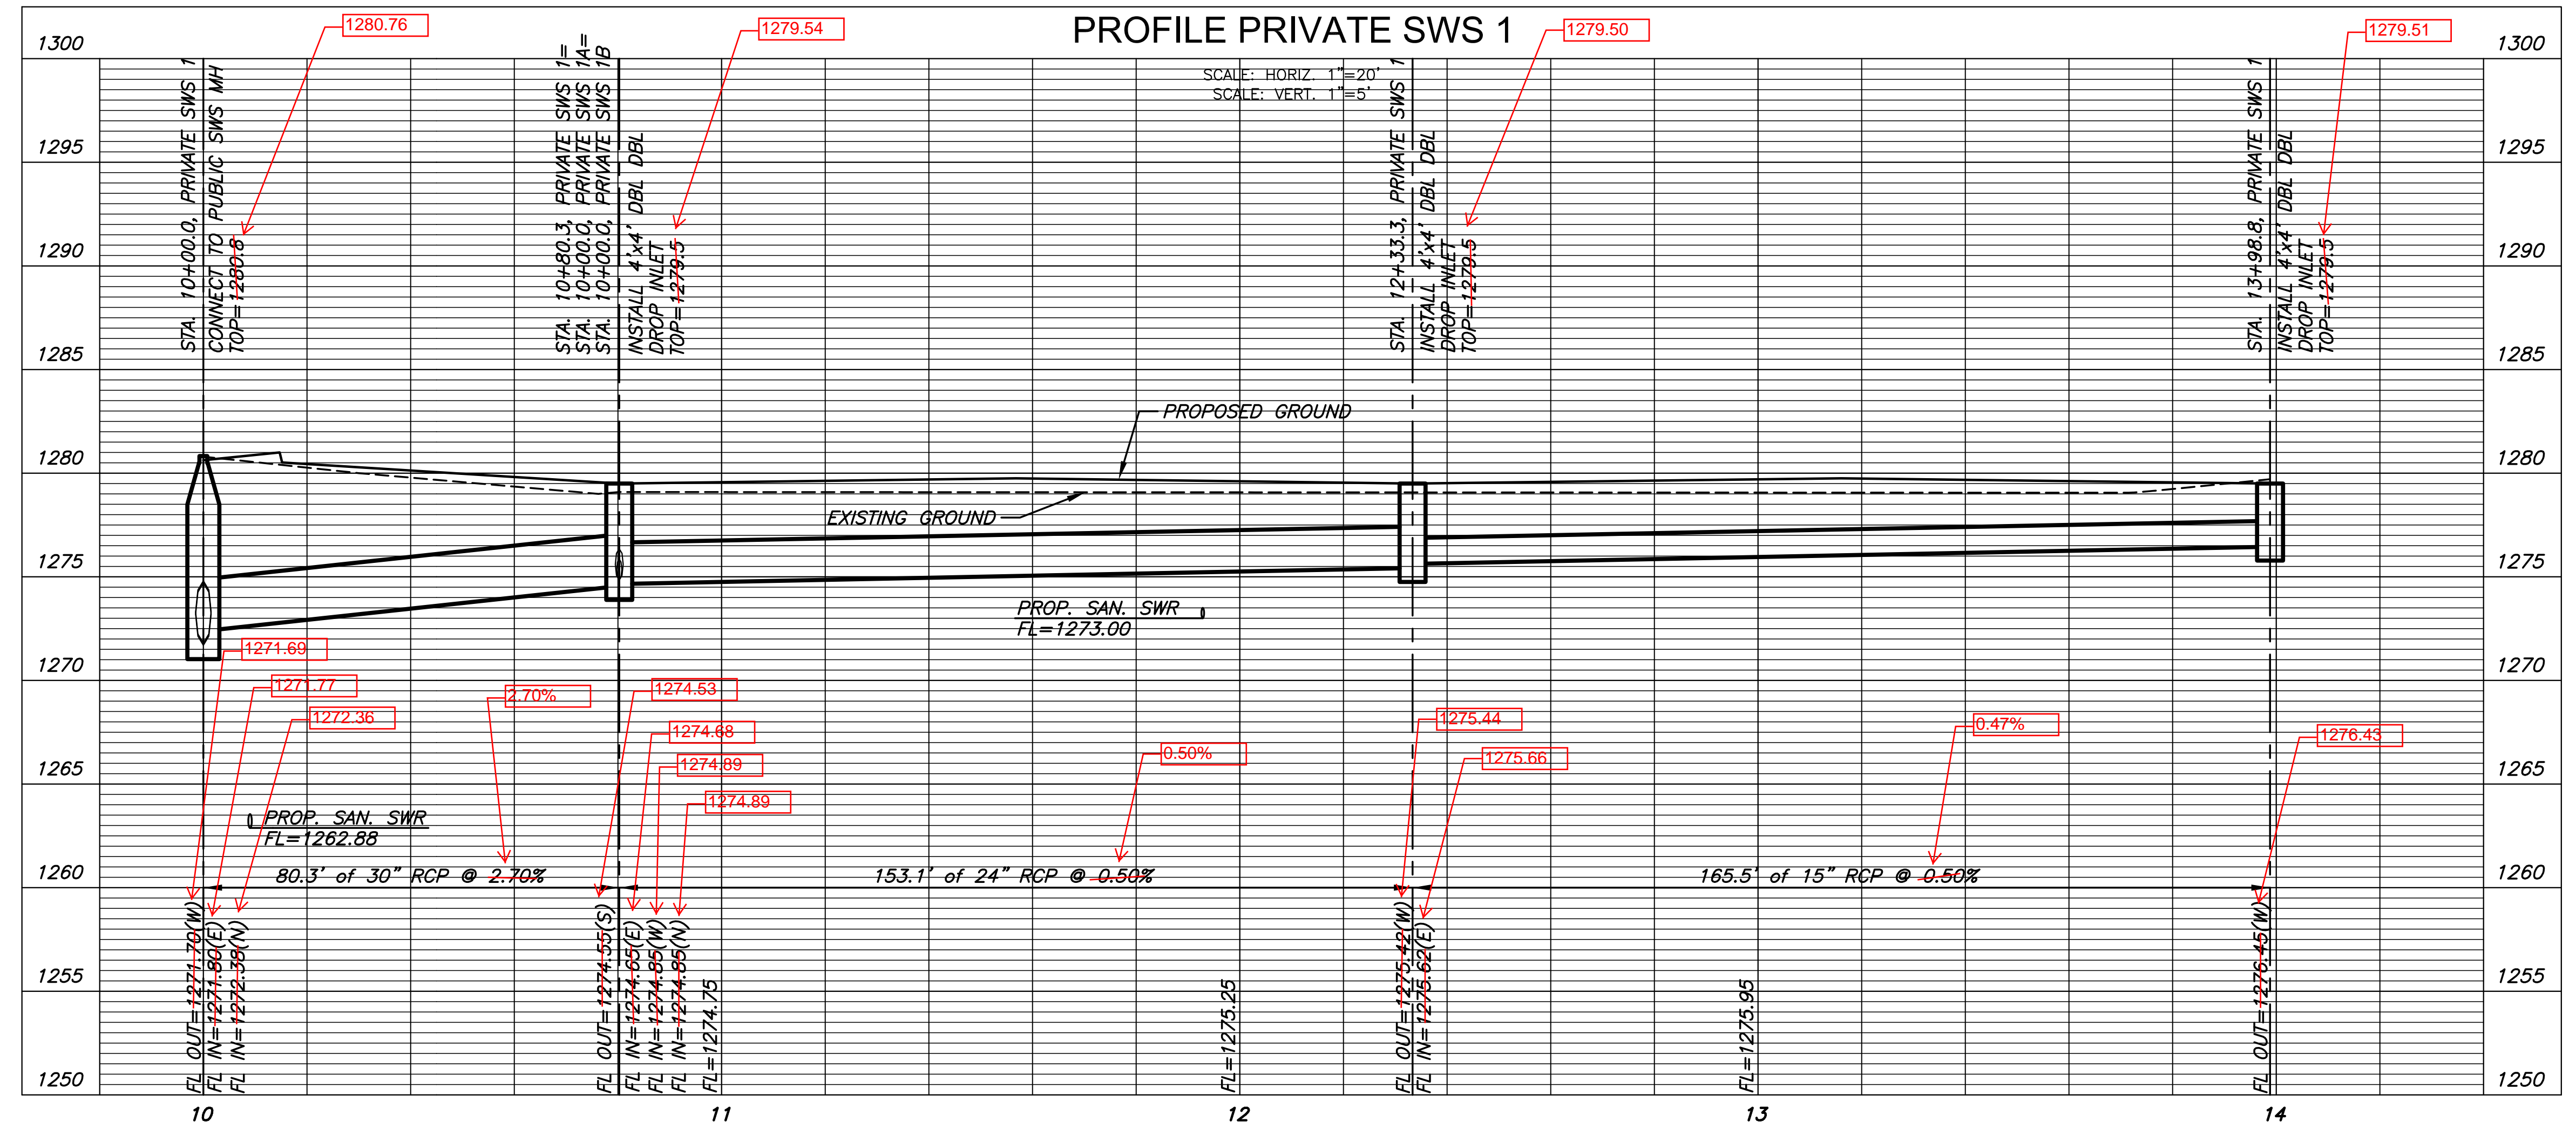 PROFILE PRIVATE SWS 1
SCALE: HORIZ. 1"=20'
SCALE: VERT. 1"=5'
1280.76
1279.54
1279.50
1279.51
1300
1300
1295
1295
1290
1290
1285
1285
1280
1280
1275
1275
1270
1270
1265
1265
1260
1260
1255
1255
1250
1250
STA. 10+00.0, PRIVATE SWS 1
CONNECT TO PUBLIC SWS MH
TOP=1280.8
STA. 10+80.3, PRIVATE SWS 1=
STA. 10+00.0, PRIVATE SWS 1A=
STA. 10+00.0, PRIVATE SWS 1B
INSTALL 4'x4' DBL DBL
DROP INLET
TOP=1279.5
STA. 12+33.3, PRIVATE SWS 1
INSTALL 4'x4' DBL DBL
DROP INLET
TOP=1279.5
STA. 13+98.8, PRIVATE SWS 1
INSTALL 4'x4' DBL DBL
DROP INLET
TOP=1279.5
PROPOSED GROUND
EXISTING GROUND
PROP. SAN. SWR
FL=1273.00
1271.69
1271.77
1272.36
2.70%
1274.53
1274.68
1274.89
1274.89
0.50%
1275.44
1275.66
0.47%
1276.43
PROP. SAN. SWR
FL=1262.88
80.3' of 30" RCP @ 2.70%
153.1' of 24" RCP @ 0.50%
165.5' of 15" RCP @ 0.50%
FL OUT=1271.70(W)
FL IN=1271.80(E)
FL IN=1272.38(N)
FL OUT=1274.55(S)
FL IN=1274.65(E)
FL IN=1274.85(W)
FL IN=1274.85(N)
FL=1274.75
FL=1275.25
FL OUT=1275.42(W)
FL IN=1275.62(E)
FL=1275.95
FL OUT=1276.45(W)
10
11
12
13
14